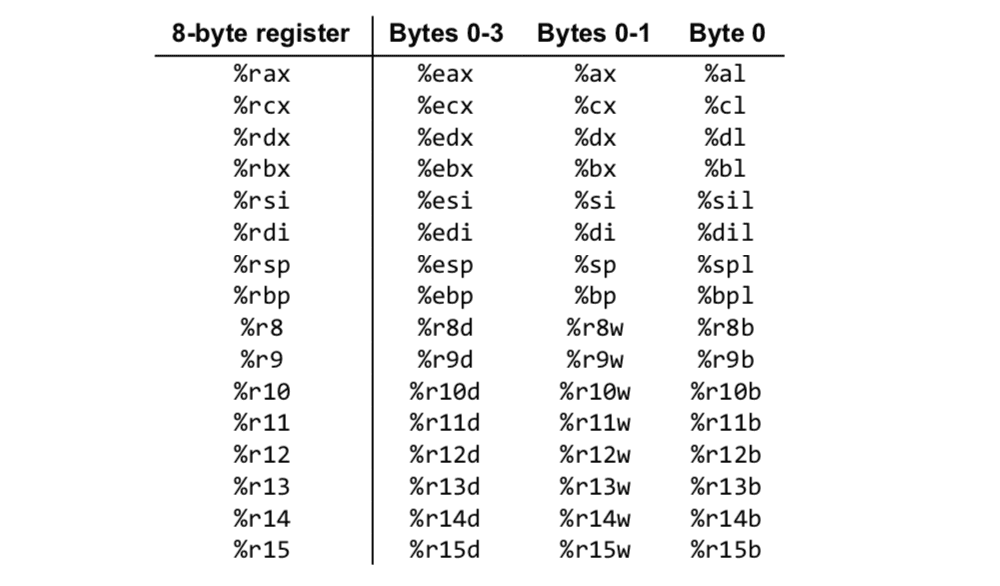 8-byte register Bytes 0-3 Bytes 0-1 Byte 0
%rax %eax %ax %al
%rcx %ecx %cx %cl
%rdx %edx %dx %dl
%rbx %ebx %bx %bl
%rsi %esi %si %sil
%rdi %edi %di %dil
%rsp %esp %sp %spl
%rbp %ebp %bp %bpl
%r8 %r8d %r8w %r8b
%r9 %r9d %r9w %r9b
%r10 %r10d %r10w %r10b
%r11 %r11d %r11w %r11b
%r12 %r12d %r12w %r12b
%r13 %r13d %r13w %r13b
%r14 %r14d %r14w %r14b
%r15 %r15d %r15w %r15b